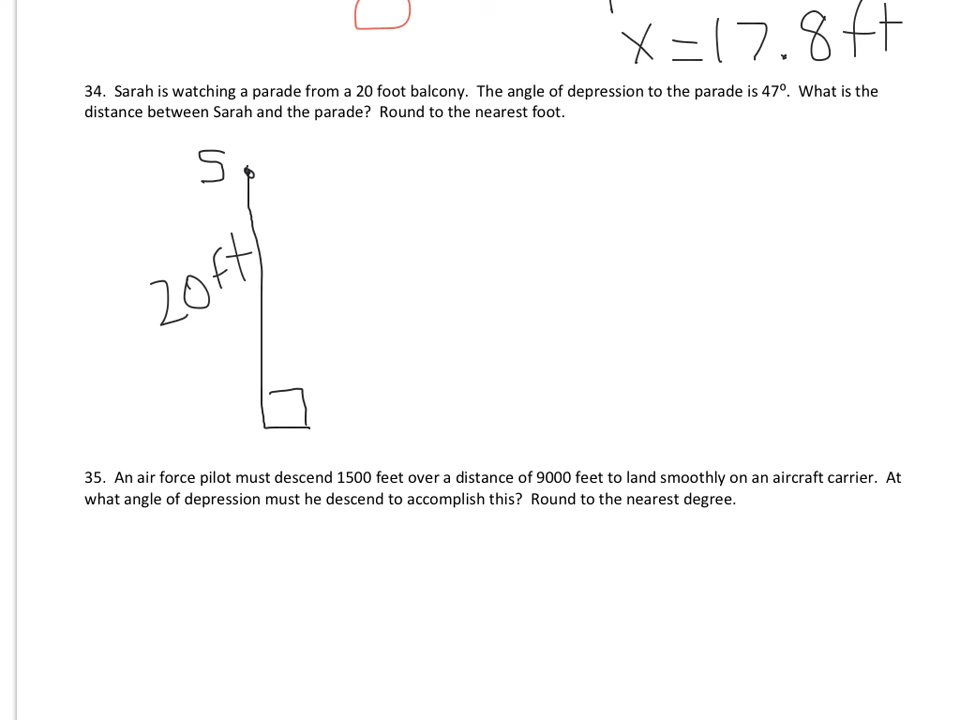 x=17.8ft
34. Sarah is watching a parade from a 20 foot balcony. The angle of depression to the parade is 47º. What is the
distance between Sarah and the parade? Round to the nearest foot.
S
20ft
35. An air force pilot must descend 1500 feet over a distance of 9000 feet to land smoothly on an aircraft carrier. At
what angle of depression must he descend to accomplish this? Round to the nearest degree.